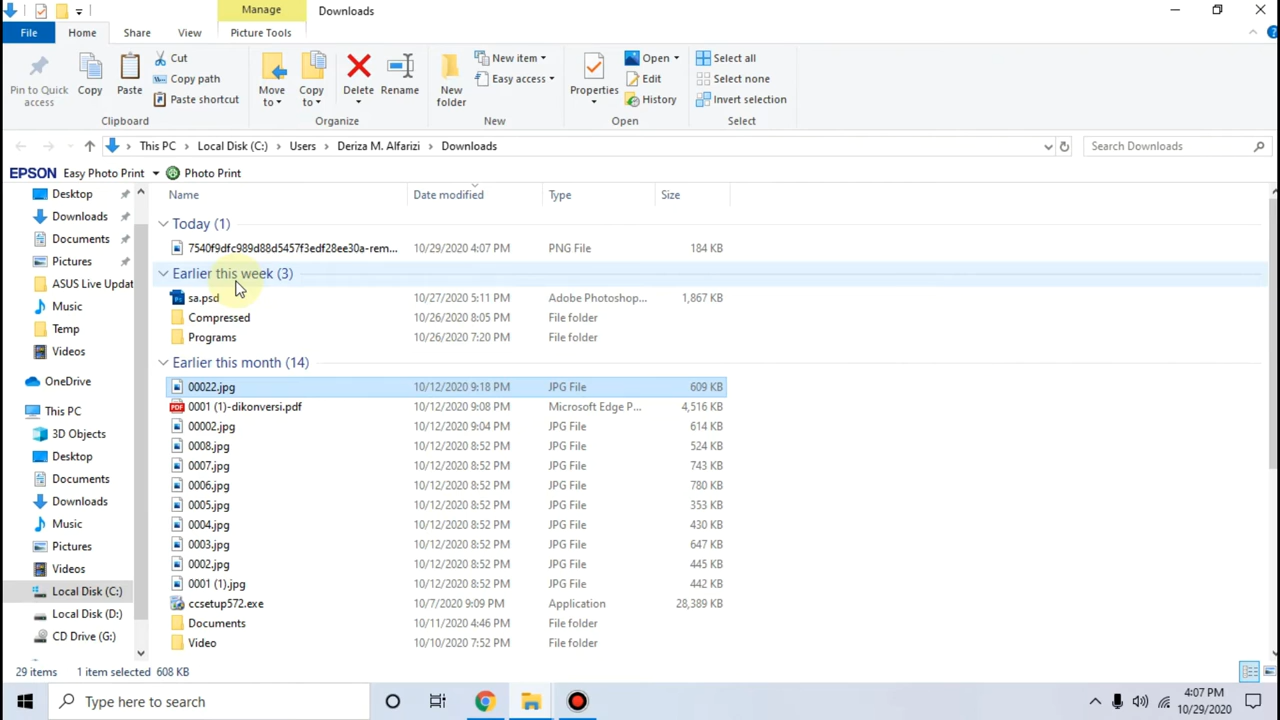 Manage
Downloads
File
Home
Share
View
Picture Tools
Pin to Quick access
Copy
Paste
Cut
Copy path
Paste shortcut
Clipboard
Move to
Copy to
Delete
Rename
Organize
New folder
New item
Easy access
New
Properties
Open
Edit
History
Open
Select all
Select none
Invert selection
Select
This PC
Local Disk (C:)
Users
Deriza M. Alfarizi
Downloads
Search Downloads
EPSON Easy Photo Print
Photo Print
Desktop
Downloads
Documents
Pictures
ASUS Live Updat
Music
Temp
Videos
OneDrive
This PC
3D Objects
Desktop
Documents
Downloads
Music
Pictures
Videos
Local Disk (C:)
Local Disk (D:)
CD Drive (G:)
Name Date modified Type Size
Today (1)
7540f9dfc989d88d5457f3edf28ee30a-rem... 10/29/2020 4:07 PM PNG File 184 KB
Earlier this week (3)
sa.psd 10/27/2020 5:11 PM Adobe Photoshop... 1,867 KB
Compressed 10/26/2020 8:05 PM File folder
Programs 10/26/2020 7:20 PM File folder
Earlier this month (14)
00022.jpg 10/12/2020 9:18 PM JPG File 609 KB
0001 (1)-dikonversi.pdf 10/12/2020 9:08 PM Microsoft Edge P... 4,516 KB
00002.jpg 10/12/2020 9:04 PM JPG File 614 KB
0008.jpg 10/12/2020 8:52 PM JPG File 524 KB
0007.jpg 10/12/2020 8:52 PM JPG File 743 KB
0006.jpg 10/12/2020 8:52 PM JPG File 780 KB
0005.jpg 10/12/2020 8:52 PM JPG File 353 KB
0004.jpg 10/12/2020 8:52 PM JPG File 430 KB
0003.jpg 10/12/2020 8:52 PM JPG File 647 KB
0002.jpg 10/12/2020 8:52 PM JPG File 445 KB
0001 (1).jpg 10/12/2020 8:52 PM JPG File 442 KB
ccsetup572.exe 10/7/2020 9:09 PM Application 28,389 KB
Documents 10/11/2020 4:46 PM File folder
Video 10/10/2020 7:52 PM File folder
29 items 1 item selected 608 KB
Type here to search
4:07 PM
10/29/2020